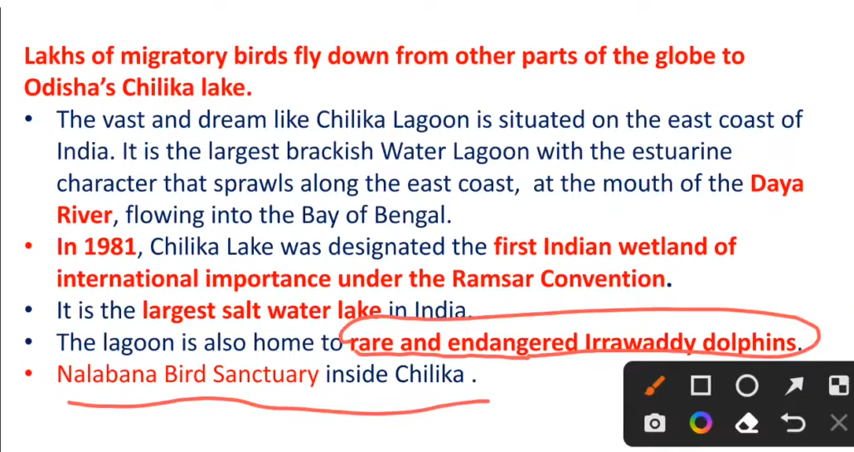 Lakhs of migratory birds fly down from other parts of the globe to
Odisha's Chilika lake.
• The vast and dream like Chilika Lagoon is situated on the east coast of
India. It is the largest brackish Water Lagoon with the estuarine
character that sprawls along the east coast, at the mouth of the Daya
River, flowing into the Bay of Bengal.
• In 1981, Chilika Lake was designated the first Indian wetland of
international importance under the Ramsar Convention.
• It is the largest salt water lake in India.
• The lagoon is also home to rare and endangered Irrawaddy dolphins.
• Nalabana Bird Sanctuary inside Chilika .